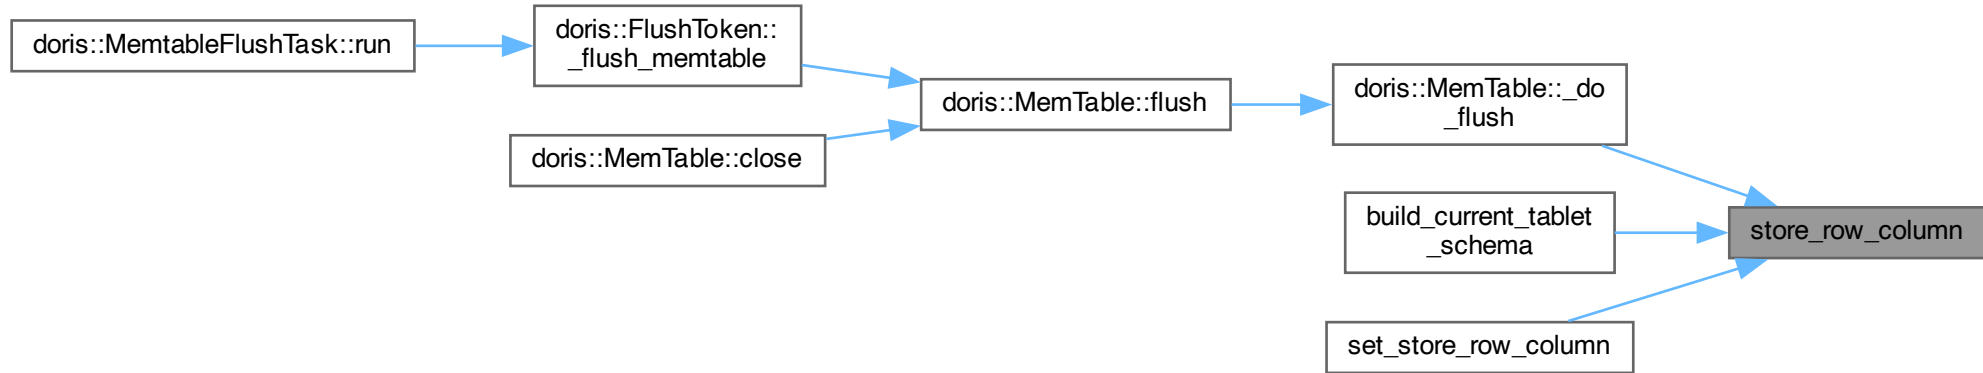 doris::MemtableFlushTask::run
doris::FlushToken::
_flush_memtable
doris::MemTable::close
doris::MemTable::flush
doris::MemTable::_do
_flush
build_current_tablet
_schema
set_store_row_column
store_row_column